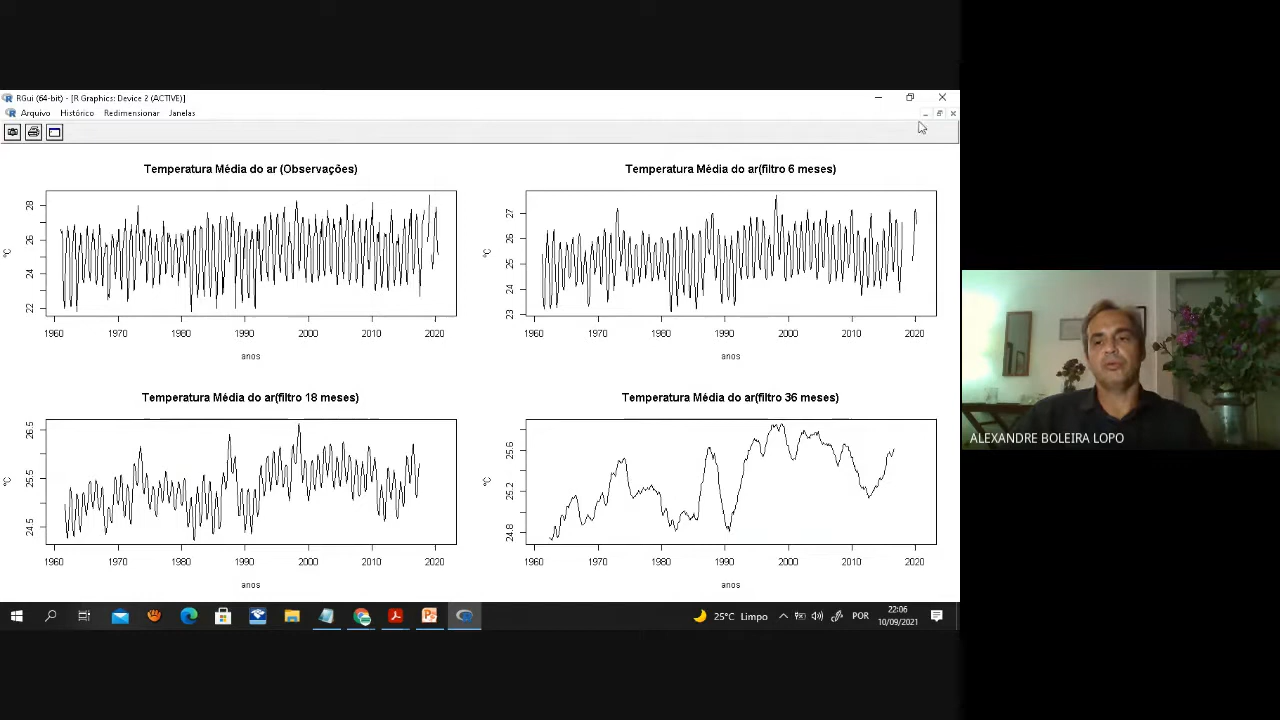 RGui (64-bit) - [R Graphics: Device 2 (ACTIVE)]
Arquivo Histórico Redimensionar Janelas
Temperatura Média do ar (Observações)
28
26
24
22
°C
1960 1970 1980 1990 2000 2010 2020
anos
Temperatura Média do ar(filtro 6 meses)
27
26
25
24
23
°C
1960 1970 1980 1990 2000 2010 2020
anos
Temperatura Média do ar(filtro 18 meses)
26.5
25.5
24.5
°C
1960 1970 1980 1990 2000 2010 2020
anos
Temperatura Média do ar(filtro 36 meses)
25.6
25.2
24.8
°C
1960 1970 1980 1990 2000 2010 2020
anos
ALEXANDRE BOLEIRA LOPO
25°C Limpo
POR
22:06
10/09/2021